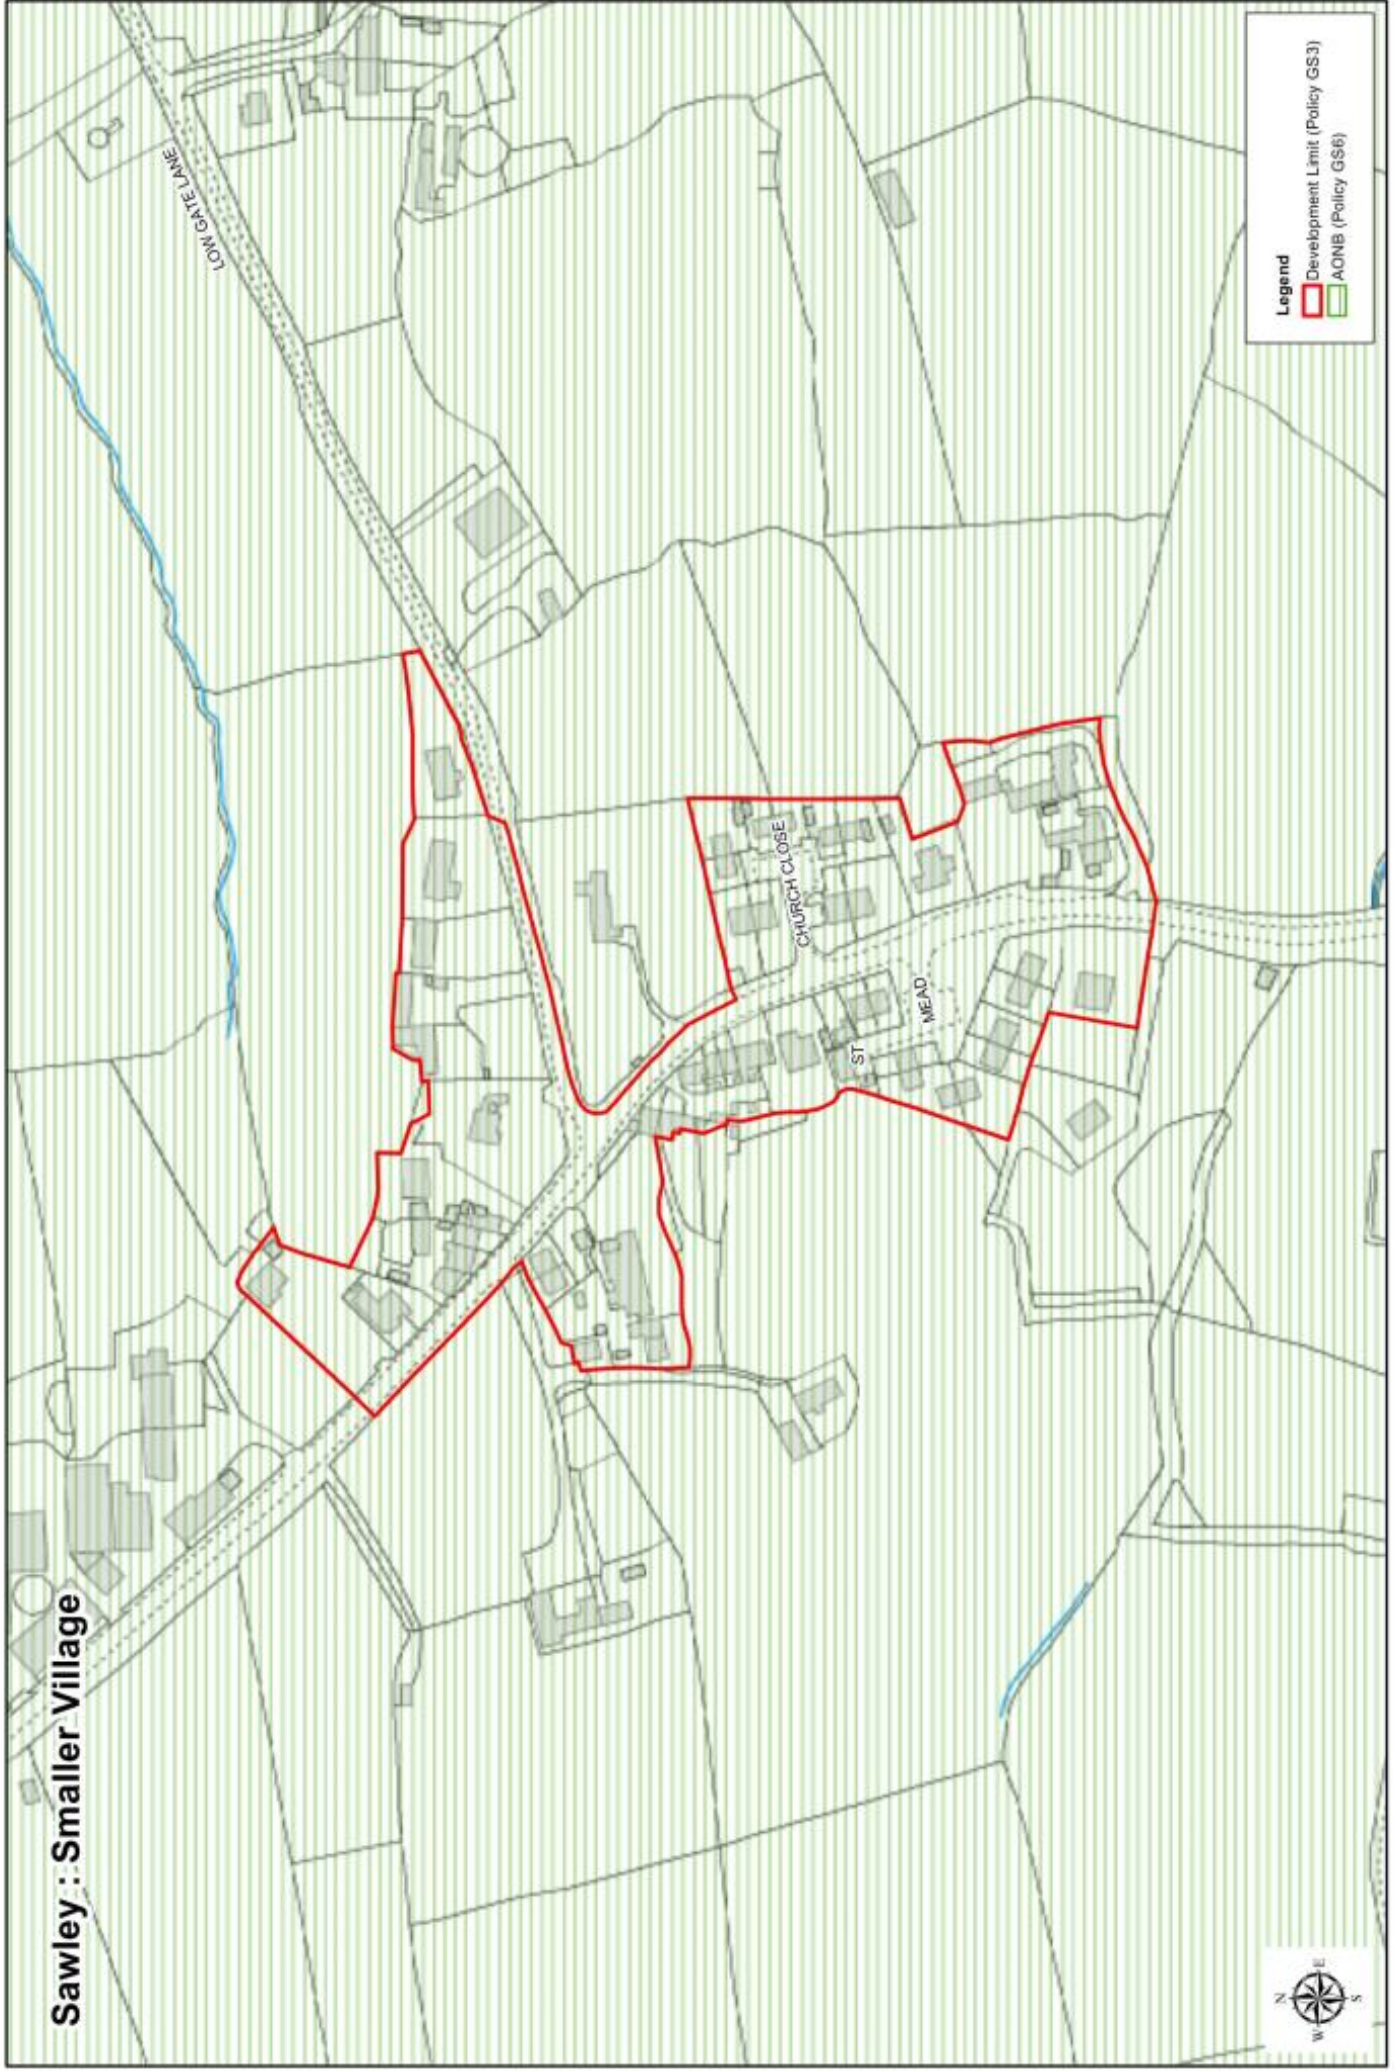 Sawley : Smaller Village
LOW GATE LANE
CHURCH CLOSE
ST
MEAD
Legend
Development Limit (Policy GS3)
AONB (Policy GS6)
N
W
E
S